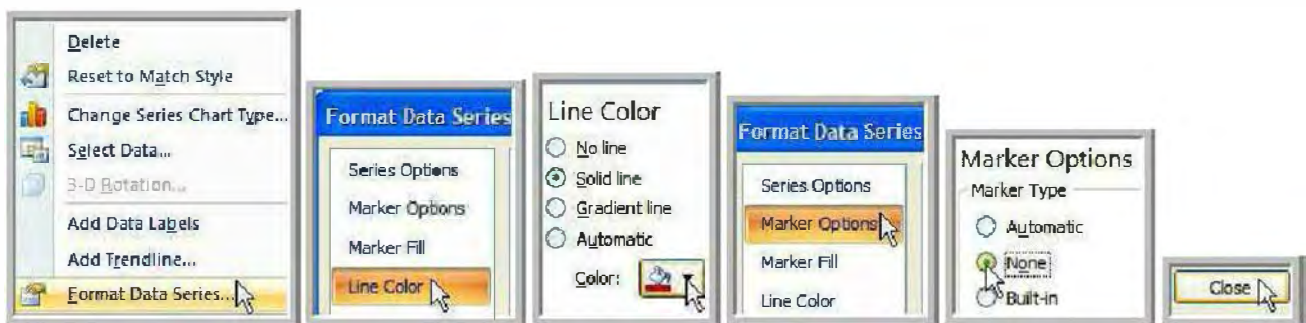 Delete
Reset to Match Style
Change Series Chart Type...
Select Data...
3-D Rotation...
Add Data Labels
Add Trendline...
Format Data Series...
Format Data Series
Series Options
Marker Options
Marker Fill
Line Color
Line Color
No line
Solid line
Gradient line
Automatic
Color:
Format Data Series
Series Options
Marker Options
Marker Fill
Line Color
Marker Options
Marker Type
Automatic
None
Built-in
Close